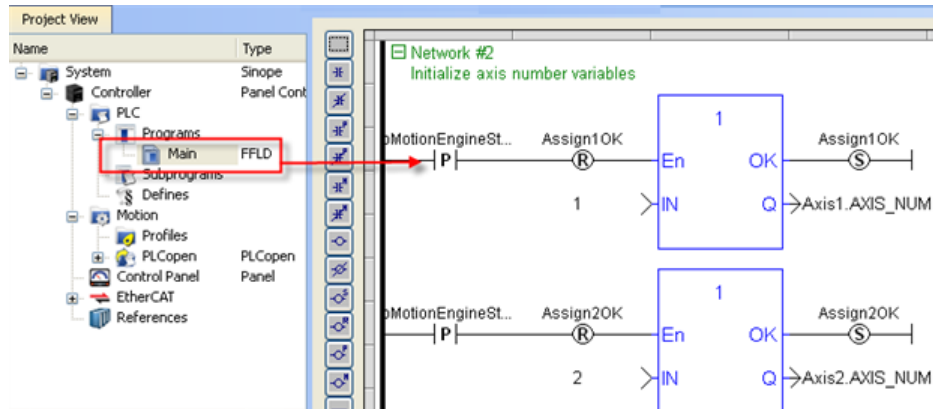 Project View
Name Type
System Sinope
Controller Panel Cont
PLC
Programs
Main FFLD
Subprograms
Defines
Motion
Profiles
PLCopen PLCopen
Control Panel Panel
EtherCAT
References
Network #2
Initialize axis number variables
MotionEngineSt... Assign1OK 1 Assign1OK
P R En OK S
1 IN Q Axis1.AXIS_NUM
MotionEngineSt... Assign2OK 1 Assign2OK
P R En OK S
2 IN Q Axis2.AXIS_NUM